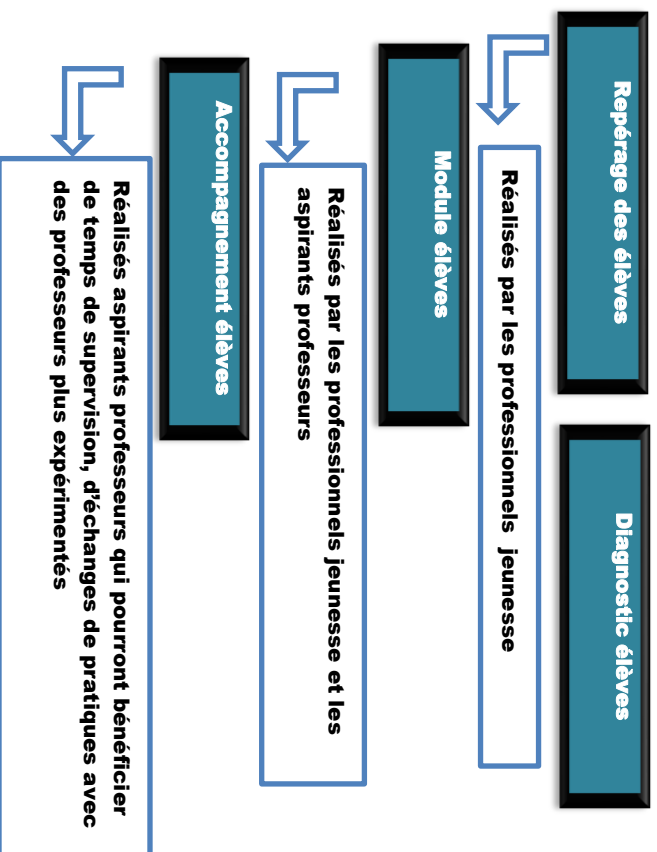 Repérage des élèves
Diagnostic élèves
Réalisés par les professionnels jeunesse
Module élèves
Réalisés par les professionnels jeunesse et les
aspirants professeurs
Accompagnement élèves
Réalisés aspirants professeurs qui pourront bénéficier
de temps de supervision, d'échanges de pratiques avec
des professeurs plus expérimentés